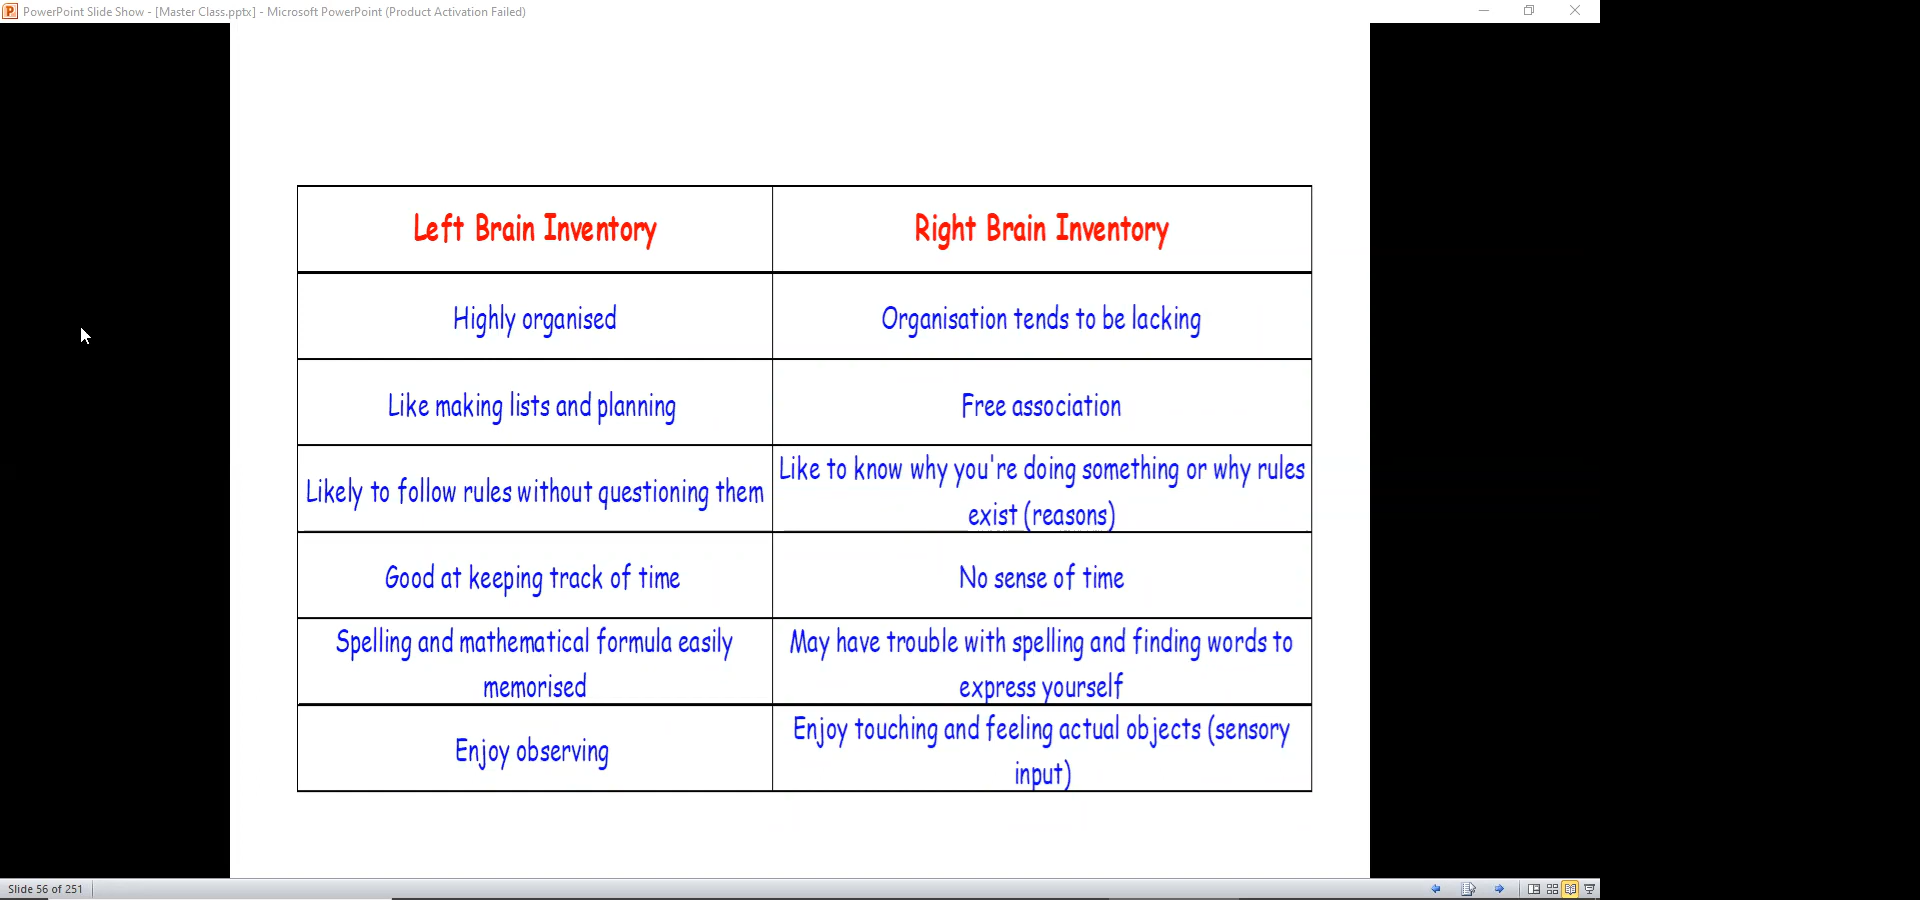 PowerPoint Slide Show - [Master Class.pptx] - Microsoft PowerPoint (Product Activation Failed)
Left Brain Inventory
Right Brain Inventory
Highly organised
Organisation tends to be lacking
Like making lists and planning
Free association
Likely to follow rules without questioning them
Like to know why you're doing something or why rules
exist (reasons)
Good at keeping track of time
No sense of time
Spelling and mathematical formula easily
memorised
May have trouble with spelling and finding words to
express yourself
Enjoy observing
Enjoy touching and feeling actual objects (sensory
input)
Slide 56 of 251